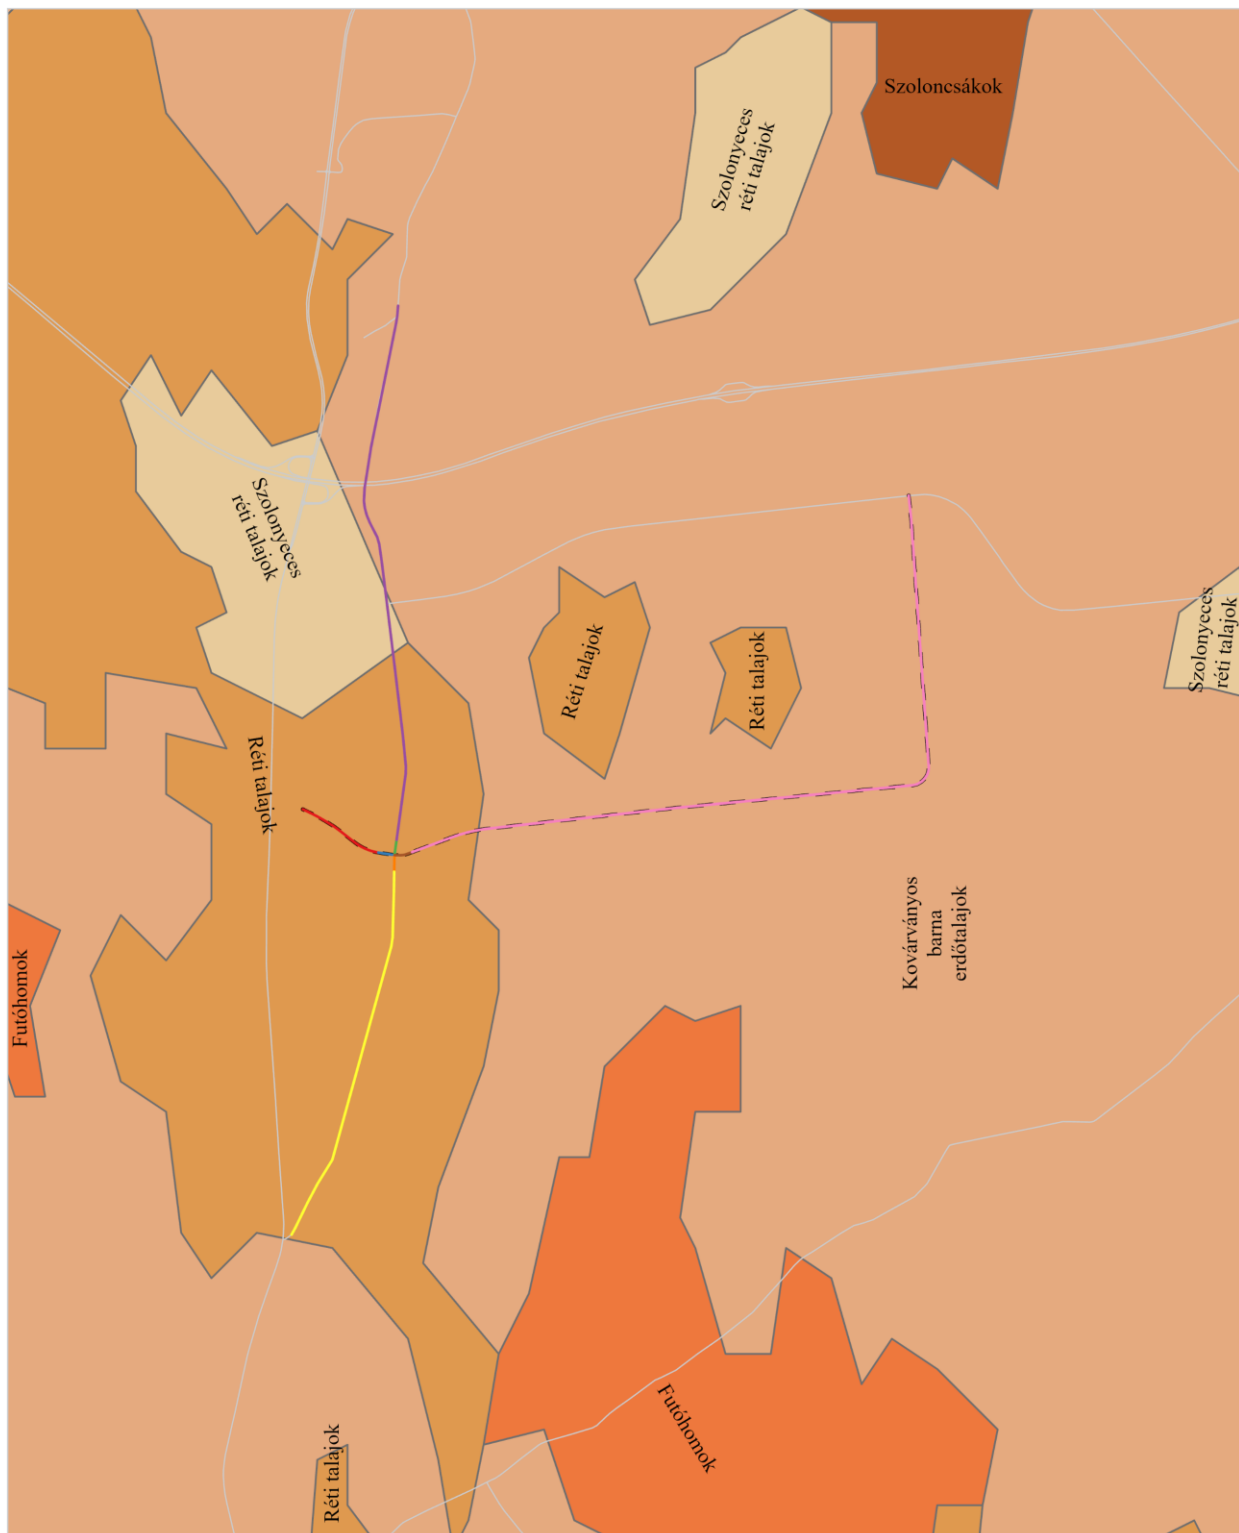 Szoloncsákok
Szolonyeces
réti talajok
Szolonyeces
réti talajok
Szolonyeces
réti talajok
Réti talajok
Réti talajok
Réti talajok
Kovárványos
barna
erdőtalajok
Futóhomok
Futóhomok
Réti talajok